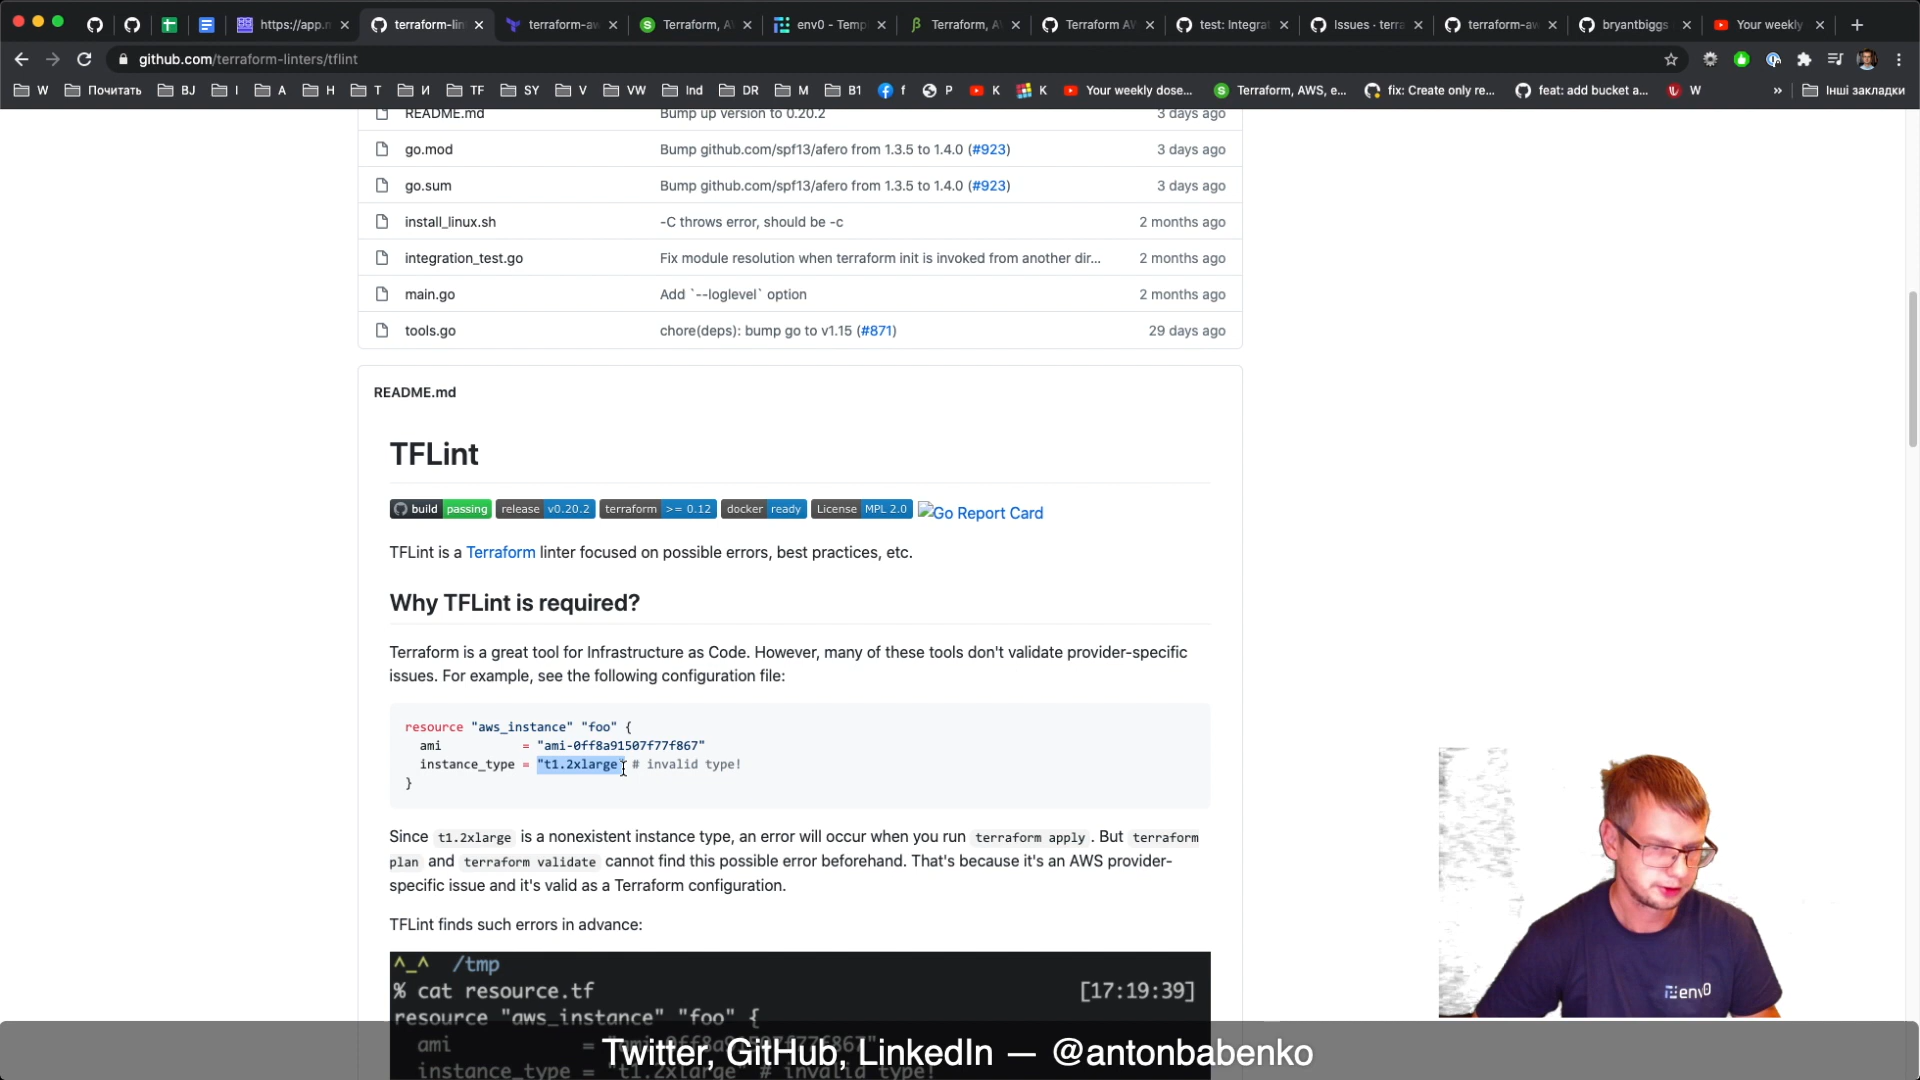 https://app.n
terraform-lin
terraform-aw
Terraform, A
env0 - Temp
Terraform, A
Terraform AW
test: Integrat
Issues · terra
terraform-aw
bryantbiggs
Your weekly
github.com/terraform-linters/tflint
W Почитать BJ I A H T И TF SY V VW Ind DR M B1 f P K K Your weekly dose... Terraform, AWS, e... fix: Create only re... feat: add bucket a... W » Інші закладки
README.md Bump up version to 0.20.2 3 days ago
go.mod Bump github.com/spf13/afero from 1.3.5 to 1.4.0 (#923) 3 days ago
go.sum Bump github.com/spf13/afero from 1.3.5 to 1.4.0 (#923) 3 days ago
install_linux.sh -C throws error, should be -c 2 months ago
integration_test.go Fix module resolution when terraform init is invoked from another dir... 2 months ago
main.go Add `--loglevel` option 2 months ago
tools.go chore(deps): bump go to v1.15 (#871) 29 days ago
README.md
TFLint
build passing release v0.20.2 terraform >= 0.12 docker ready License MPL 2.0 Go Report Card
TFLint is a Terraform linter focused on possible errors, best practices, etc.
Why TFLint is required?
Terraform is a great tool for Infrastructure as Code. However, many of these tools don't validate provider-specific
issues. For example, see the following configuration file:
resource "aws_instance" "foo" {
ami = "ami-0ff8a91507f77f867"
instance_type = "t1.2xlarge" # invalid type!
}
Since t1.2xlarge is a nonexistent instance type, an error will occur when you run terraform apply . But terraform
plan and terraform validate cannot find this possible error beforehand. That's because it's an AWS provider-
specific issue and it's valid as a Terraform configuration.
TFLint finds such errors in advance:
^_^ /tmp
% cat resource.tf [17:19:39]
resource "aws_instance" "foo" {
ami = "ami-0ff8a91507f77f867"
instance_type = "t1.2xlarge" # invalid type!
Twitter, GitHub, LinkedIn — @antonbabenko
env0